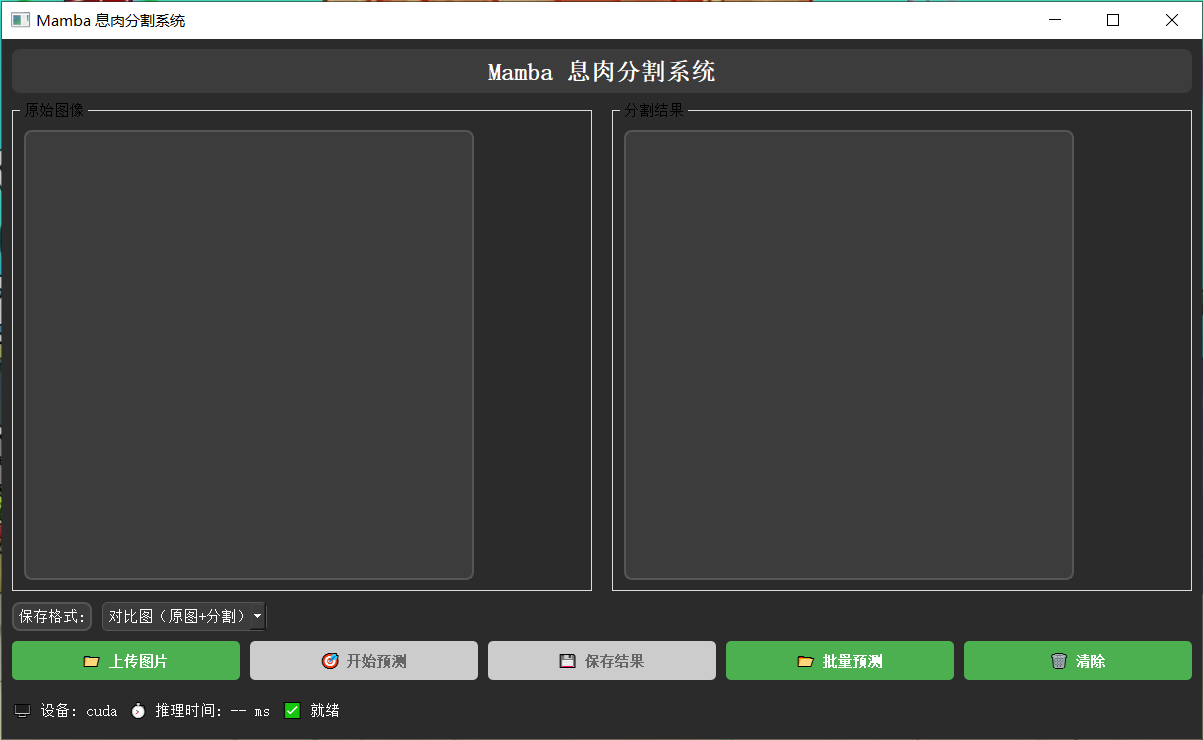 Mamba 息肉分割系统
Mamba 息肉分割系统
原始图像
分割结果
保存格式:
对比图（原图+分割）
上传图片
开始预测
保存结果
批量预测
清除
设备: cuda 推理时间: -- ms 就绪